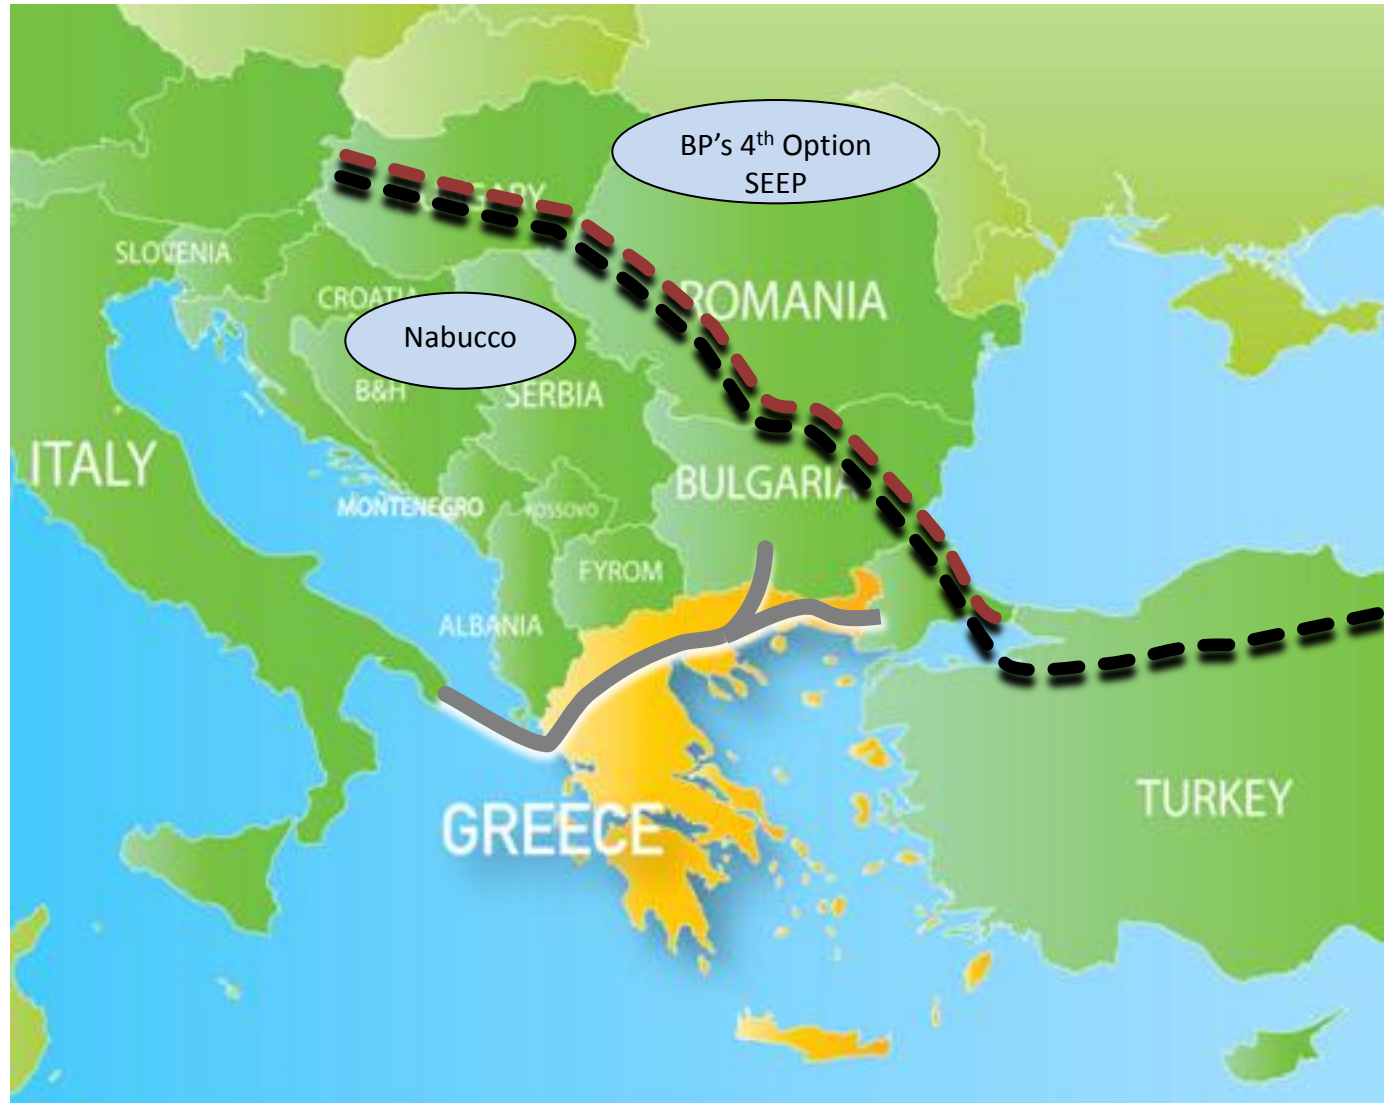 BP's 4th Option
SEEP
SLOVENIA
CROATIA
ROMANIA
Nabucco
B&H
SERBIA
ITALY
BULGARIA
MONTENEGRO
KOSSOVO
FYROM
ALBANIA
TURKEY
GREECE